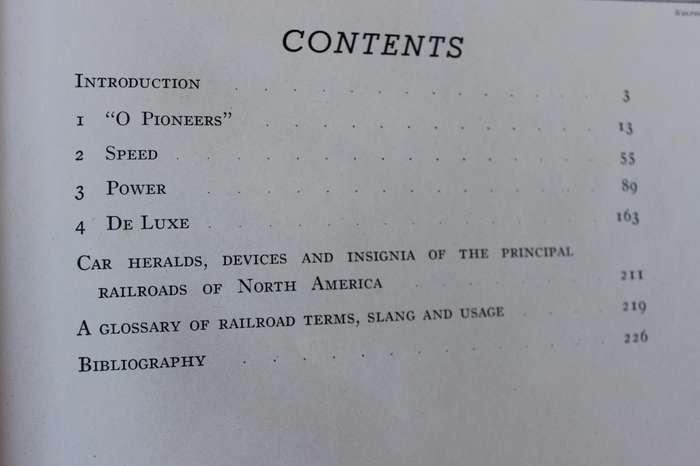 CONTENTS
INTRODUCTION 3
1 "O PIONEERS" 13
2 SPEED 55
3 POWER 89
4 DE LUXE 163
CAR HERALDS, DEVICES AND INSIGNIA OF THE PRINCIPAL
RAILROADS OF NORTH AMERICA 211
A GLOSSARY OF RAILROAD TERMS, SLANG AND USAGE 219
BIBLIOGRAPHY 226